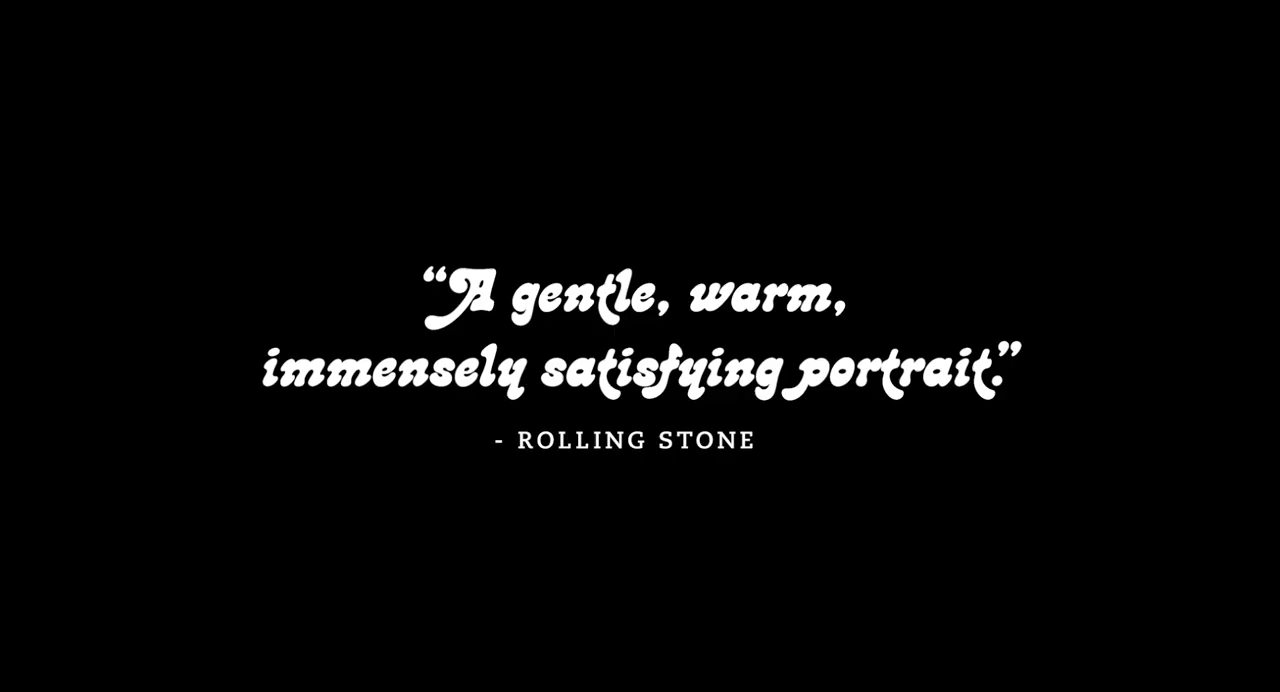 “A gentle, warm,
immensely satisfying portrait.”
- ROLLING STONE